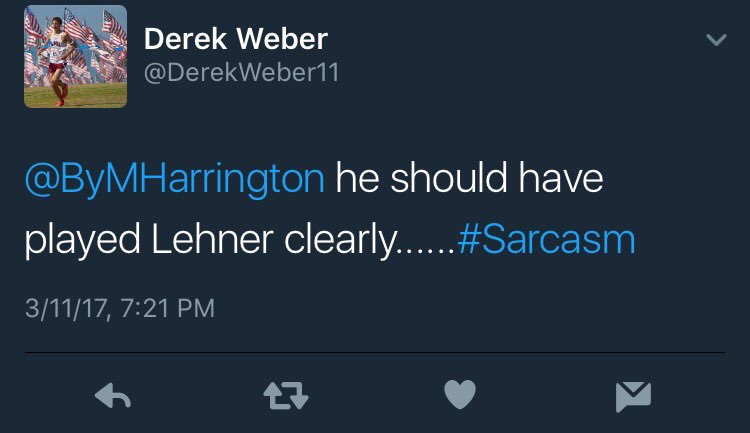 Derek Weber
@DerekWeber11
@ByMHarrington he should have
played Lehner clearly......#Sarcasm
3/11/17, 7:21 PM